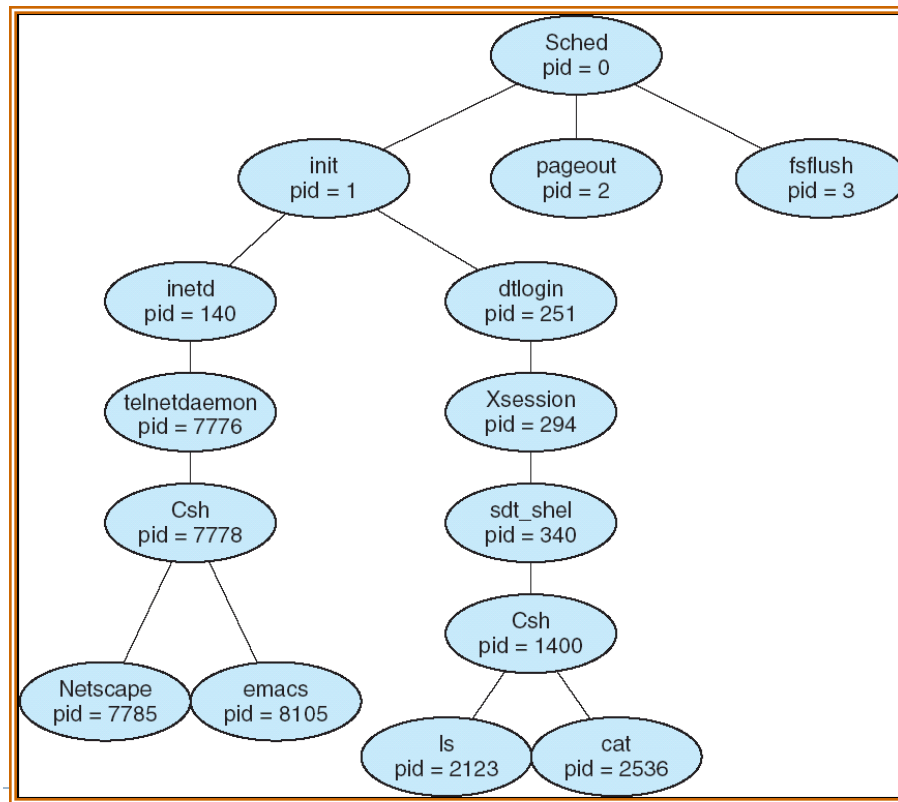 Sched
pid = 0
init
pid = 1
pageout
pid = 2
fsflush
pid = 3
inetd
pid = 140
dtlogin
pid = 251
telnetdaemon
pid = 7776
Xsession
pid = 294
Csh
pid = 7778
sdt_shel
pid = 340
Csh
pid = 1400
Netscape
pid = 7785
emacs
pid = 8105
ls
pid = 2123
cat
pid = 2536